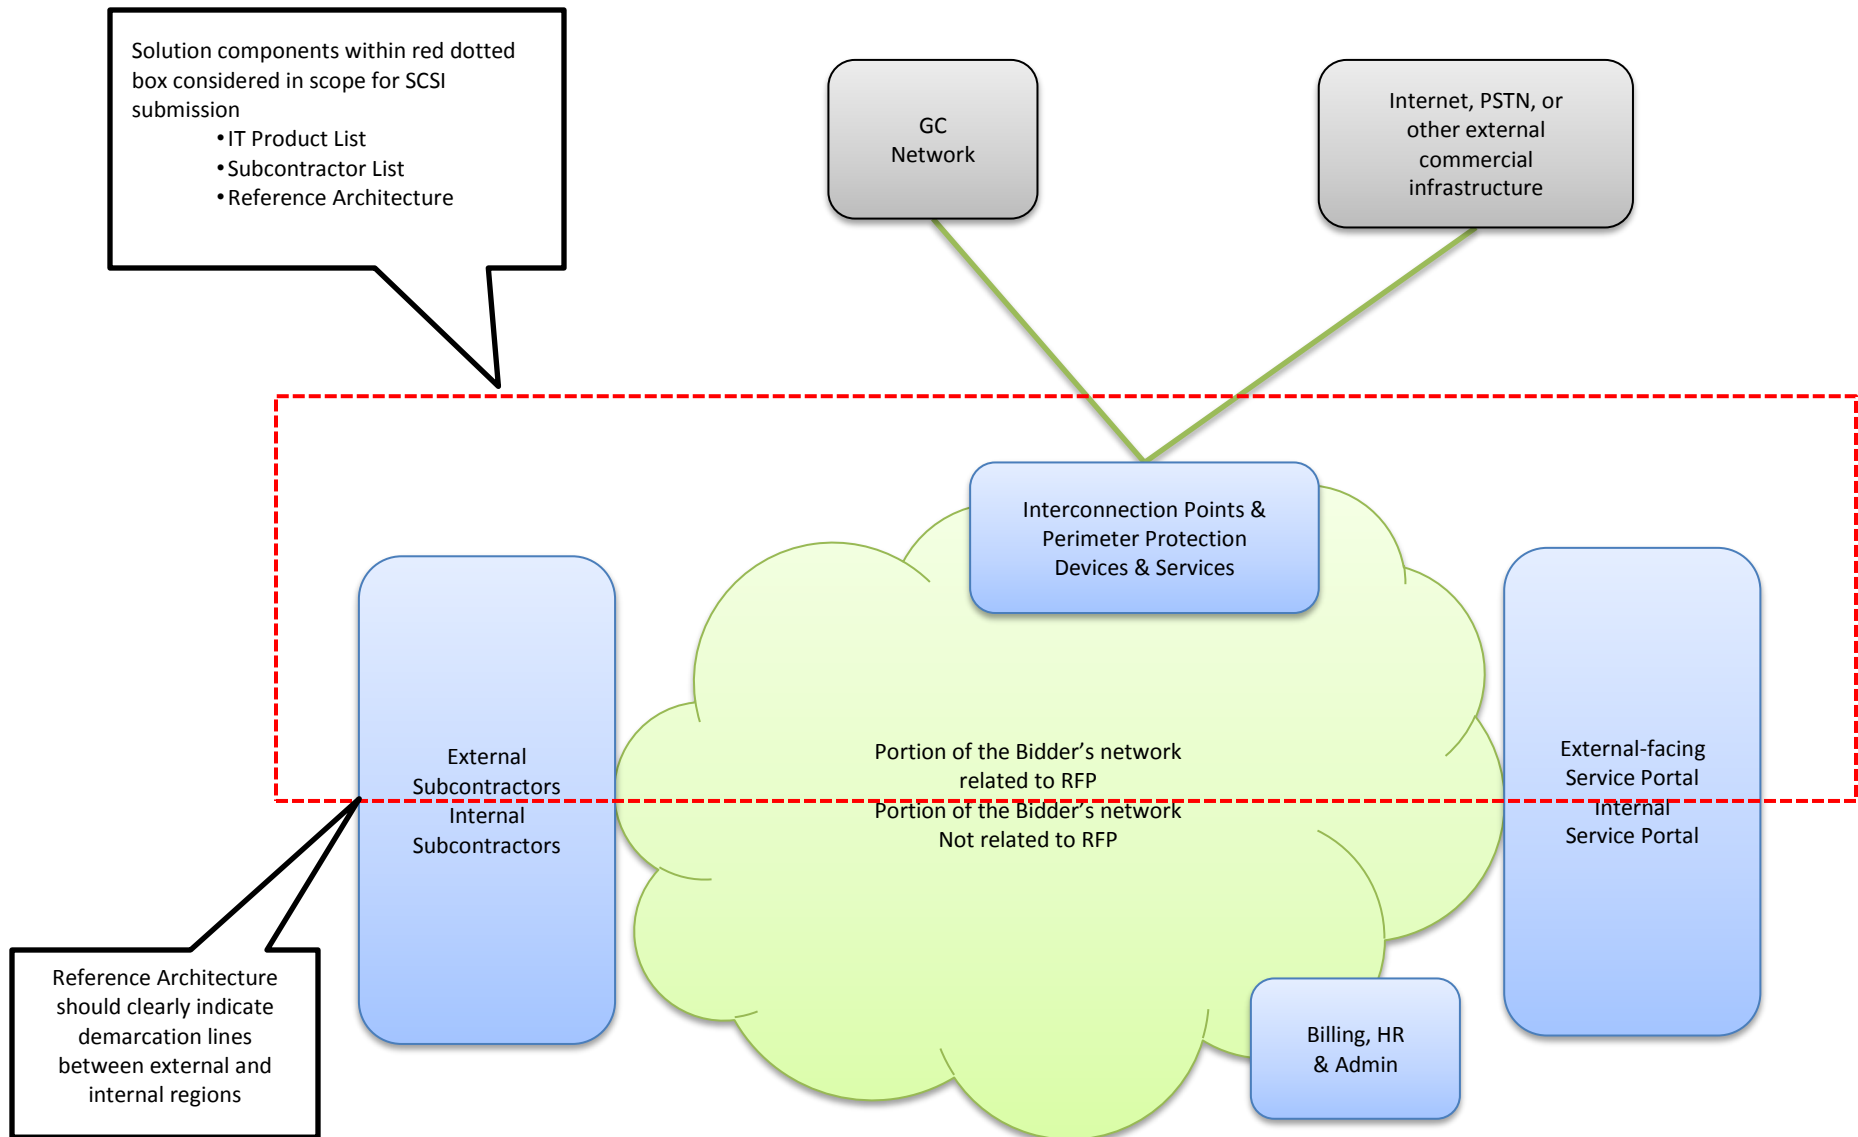 Solution components within red dotted
box considered in scope for SCSI
submission
• IT Product List
• Subcontractor List
• Reference Architecture
GC
Network
Internet, PSTN, or
other external
commercial
infrastructure
Interconnection Points &
Perimeter Protection
Devices & Services
External
Subcontractors
Internal
Subcontractors
Portion of the Bidder’s network
related to RFP
Portion of the Bidder’s network
Not related to RFP
External-facing
Service Portal
Internal
Service Portal
Reference Architecture
should clearly indicate
demarcation lines
between external and
internal regions
Billing, HR
& Admin